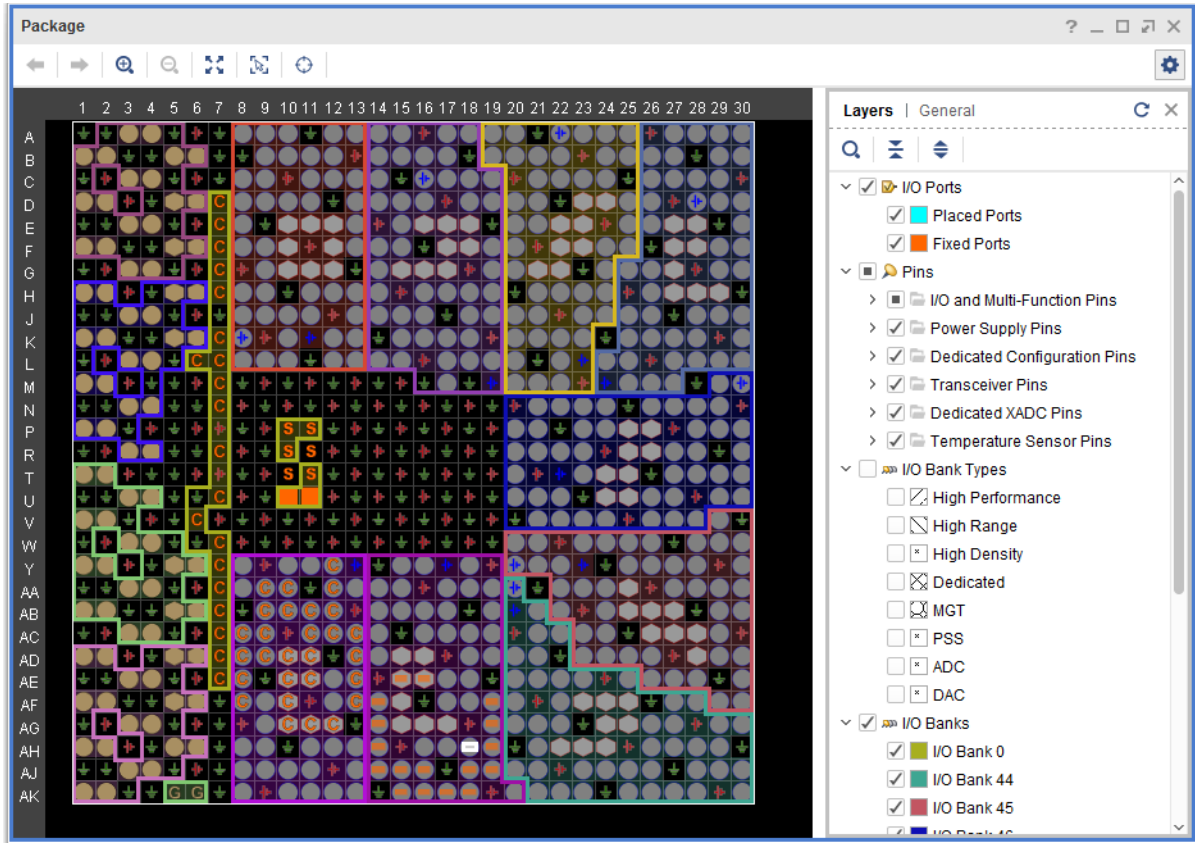 Package
?
1 2 3 4 5 6 7 8 9 10 11 12 13 14 15 16 17 18 19 20 21 22 23 24 25 26 27 28 29 30
A
B
C
D C
E C
F C
G C
H C
J C
K C
L C C
M C
N C
P S S
R C S S
T S S
U C
V C
W C
Y C C
AA C C C C
AB C C C C C
AC C C C C C C
AD C C C C C C
AE C C C C
AF C C C
AG C C C
AH
AJ
AK G G
Layers | General
I/O Ports
Placed Ports
Fixed Ports
Pins
I/O and Multi-Function Pins
Power Supply Pins
Dedicated Configuration Pins
Transceiver Pins
Dedicated XADC Pins
Temperature Sensor Pins
I/O Bank Types
High Performance
High Range
High Density
Dedicated
MGT
PSS
ADC
DAC
I/O Banks
I/O Bank 0
I/O Bank 44
I/O Bank 45